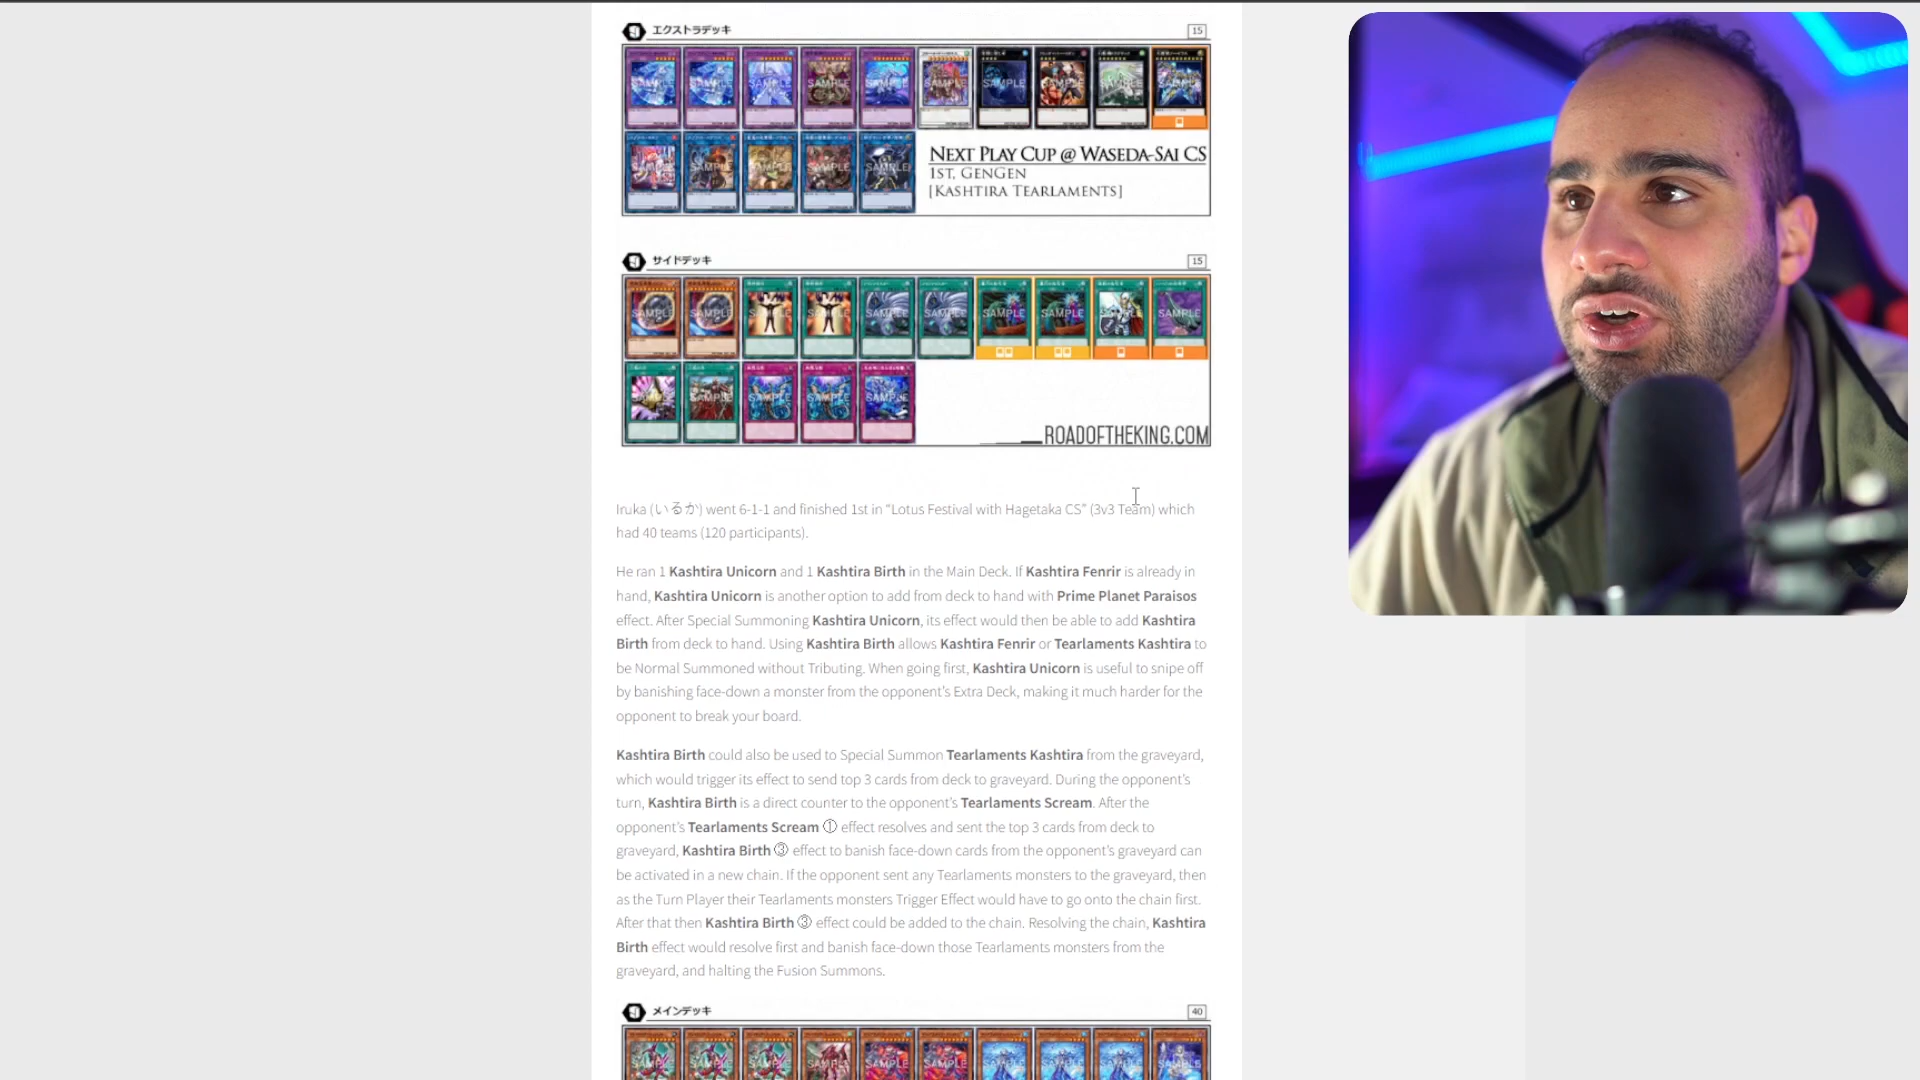 エクストラデッキ
15
NEXT PLAY CUP @ WASEDA-SAI CS
1ST, GENGEN
[KASHTIRA TEARLAMENTS]
サイドデッキ
15
ROADOFTHEKING.COM
Iruka (いるか) went 6-1-1 and finished 1st in “Lotus Festival with Hagetaka CS” (3v3 Team) which
had 40 teams (120 participants).
He ran 1 Kashtira Unicorn and 1 Kashtira Birth in the Main Deck. If Kashtira Fenrir is already in
hand, Kashtira Unicorn is another option to add from deck to hand with Prime Planet Paraisos
effect. After Special Summoning Kashtira Unicorn, its effect would then be able to add Kashtira
Birth from deck to hand. Using Kashtira Birth allows Kashtira Fenrir or Tearlaments Kashtira to
be Normal Summoned without Tributing. When going first, Kashtira Unicorn is useful to snipe off
by banishing face-down a monster from the opponent’s Extra Deck, making it much harder for the
opponent to break your board.
Kashtira Birth could also be used to Special Summon Tearlaments Kashtira from the graveyard,
which would trigger its effect to send top 3 cards from deck to graveyard. During the opponent’s
turn, Kashtira Birth is a direct counter to the opponent’s Tearlaments Scream. After the
opponent’s Tearlaments Scream ① effect resolves and sent the top 3 cards from deck to
graveyard, Kashtira Birth ③ effect to banish face-down cards from the opponent’s graveyard can
be activated in a new chain. If the opponent sent any Tearlaments monsters to the graveyard, then
as the Turn Player their Tearlaments monsters Trigger Effect would have to go onto the chain first.
After that then Kashtira Birth ③ effect could be added to the chain. Resolving the chain, Kashtira
Birth effect would resolve first and banish face-down those Tearlaments monsters from the
graveyard, and halting the Fusion Summons.
メインデッキ
40